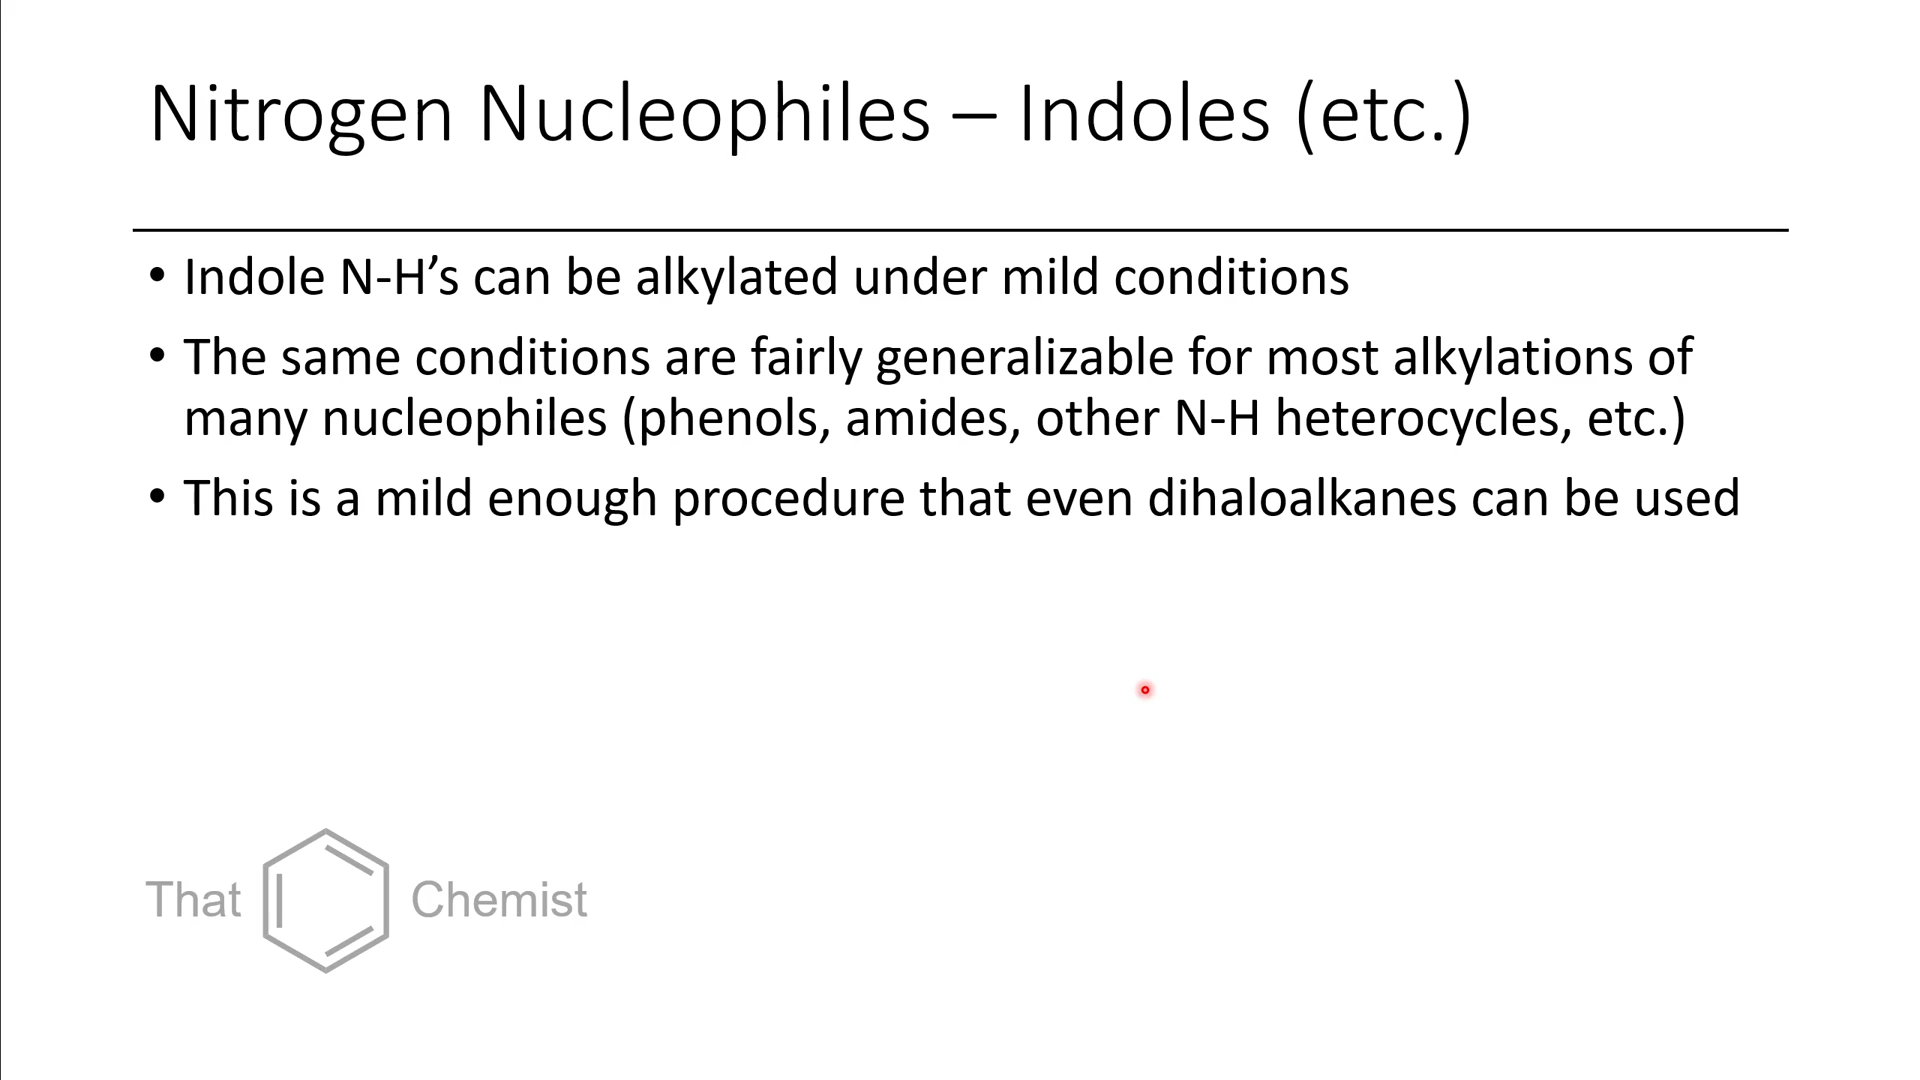 Nitrogen Nucleophiles – Indoles (etc.)
• Indole N-H’s can be alkylated under mild conditions
• The same conditions are fairly generalizable for most alkylations of
many nucleophiles (phenols, amides, other N-H heterocycles, etc.)
• This is a mild enough procedure that even dihaloalkanes can be used
That Chemist